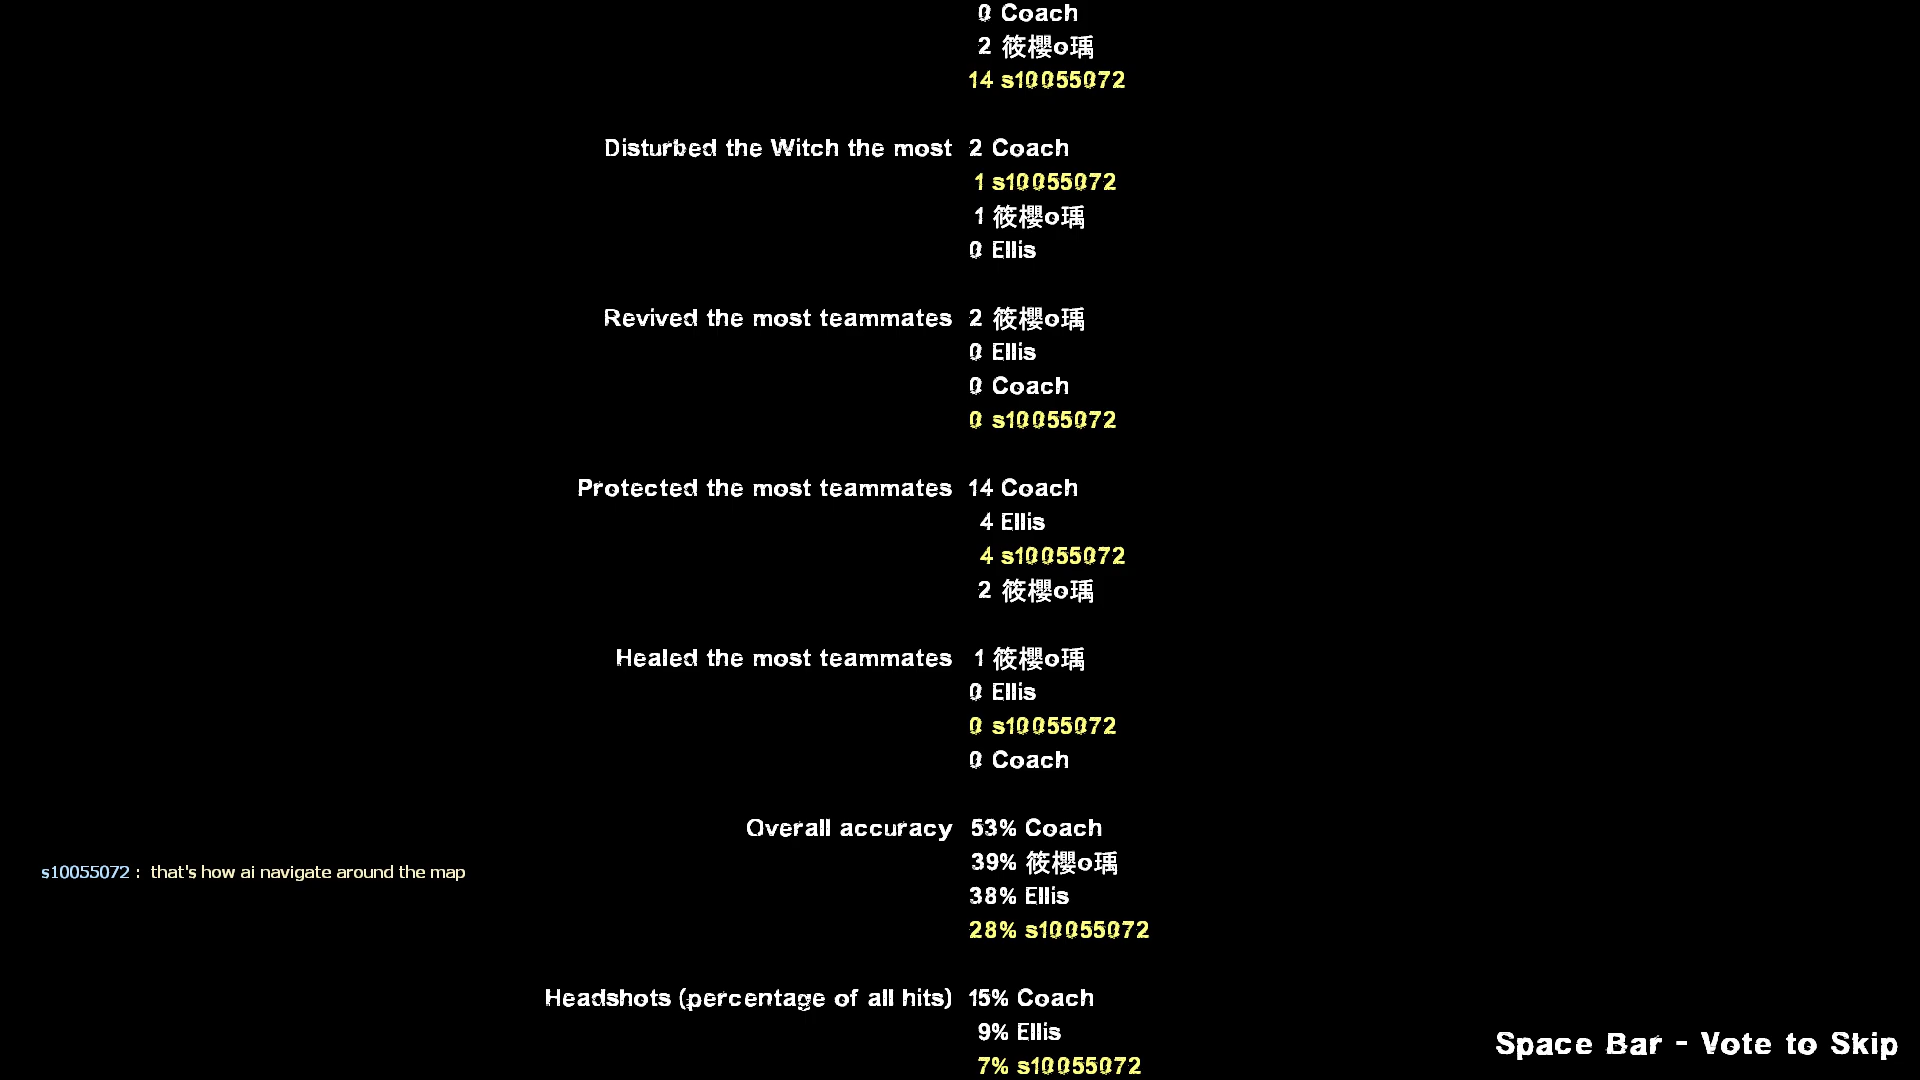 0 Coach
2 筱櫻o瑀
14 s10055072
Disturbed the Witch the most 2 Coach
1 s10055072
1 筱櫻o瑀
0 Ellis
Revived the most teammates 2 筱櫻o瑀
0 Ellis
0 Coach
0 s10055072
Protected the most teammates 14 Coach
4 Ellis
4 s10055072
2 筱櫻o瑀
Healed the most teammates 1 筱櫻o瑀
0 Ellis
0 s10055072
0 Coach
Overall accuracy 53% Coach
39% 筱櫻o瑀
s10055072 : that's how ai navigate around the map
38% Ellis
28% s10055072
Headshots (percentage of all hits) 15% Coach
9% Ellis
7% s10055072
Space Bar - Vote to Skip